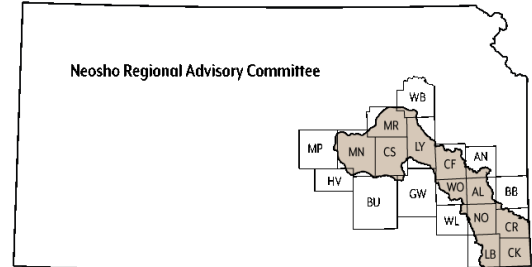 Neosho Regional Advisory Committee
WB
MR
MP
MN
CS
LY
CF
AN
HV
BU
GW
WO
AL
BB
WL
NO
CR
LB
CK